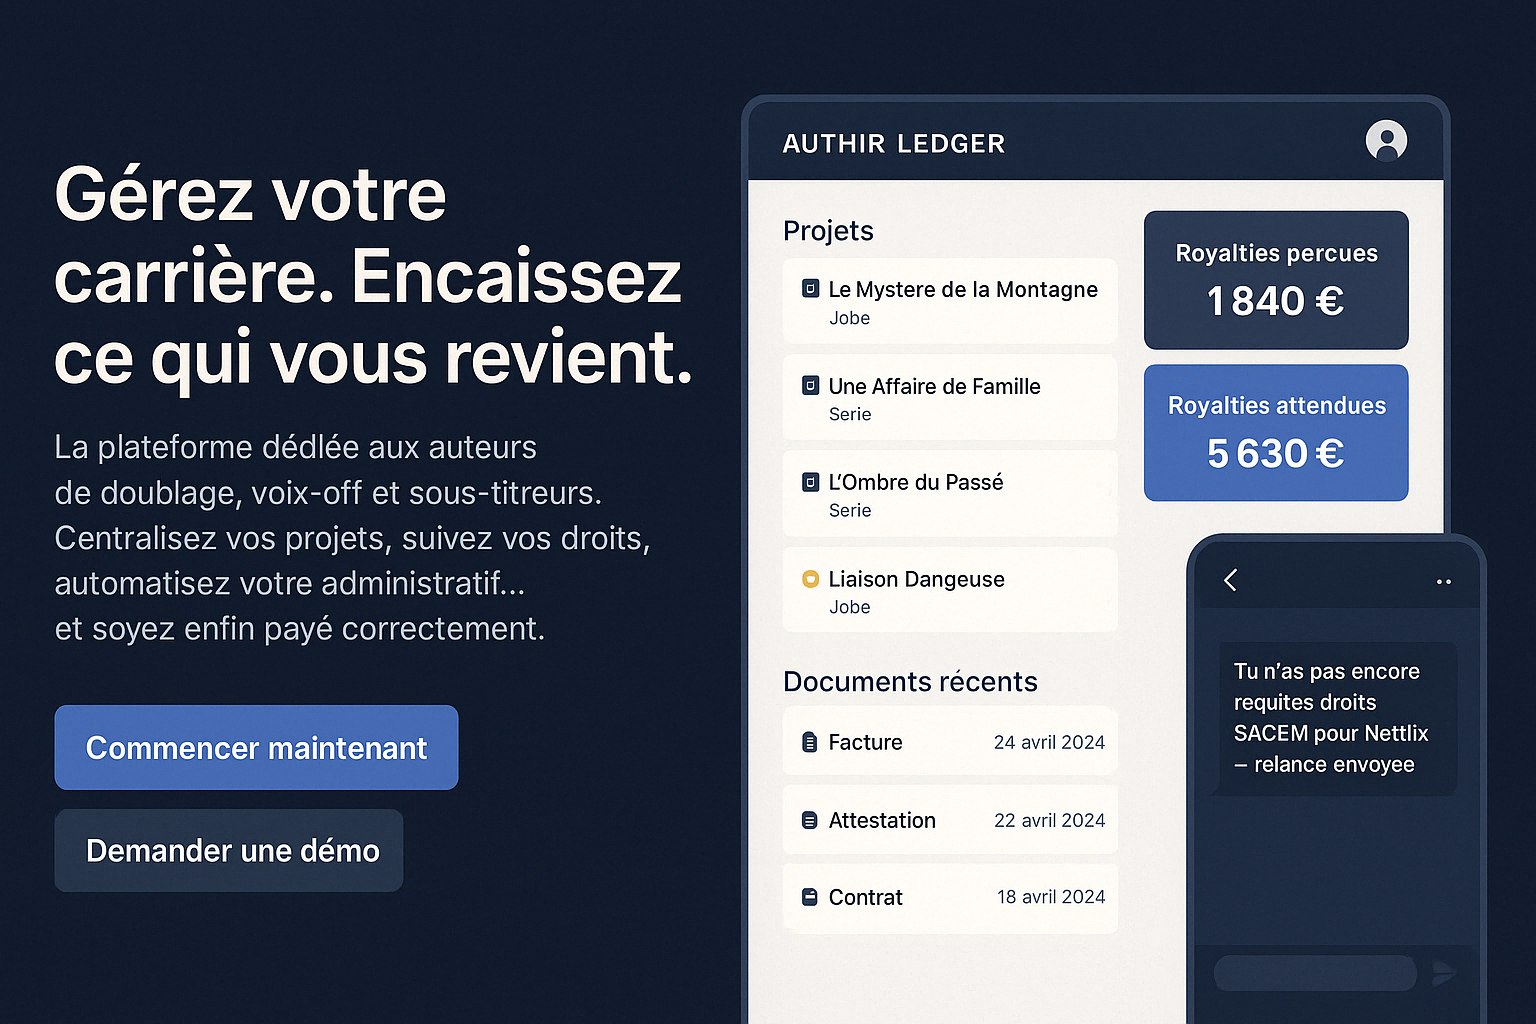 Gérez votre
carrière. Encaissez
ce qui vous revient.
La plateforme dédlée aux auteurs
de doublage, voix-off et sous-titreurs.
Centralisez vos projets, suivez vos droits,
automatisez votre administratif...
et soyez enfin payé correctement.
Commencer maintenant
Demander une démo
AUTHIR LEDGER
Projets
Le Mystere de la Montagne
Jobe
Une Affaire de Famille
Serie
L'Ombre du Passé
Serie
Liaison Dangeuse
Jobe
Documents récents
Facture 24 avril 2024
Attestation 22 avril 2024
Contrat 18 avril 2024
Royalties percues
1 840 €
Royalties attendues
5 630 €
Tu n'as pas encore
requites droits
SACEM pour Nettlix
– relance envoyee